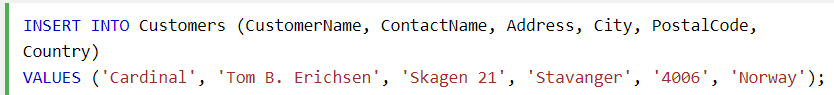 INSERT INTO Customers (CustomerName, ContactName, Address, City, PostalCode,
Country)
VALUES ('Cardinal', 'Tom B. Erichsen', 'Skagen 21', 'Stavanger', '4006', 'Norway');